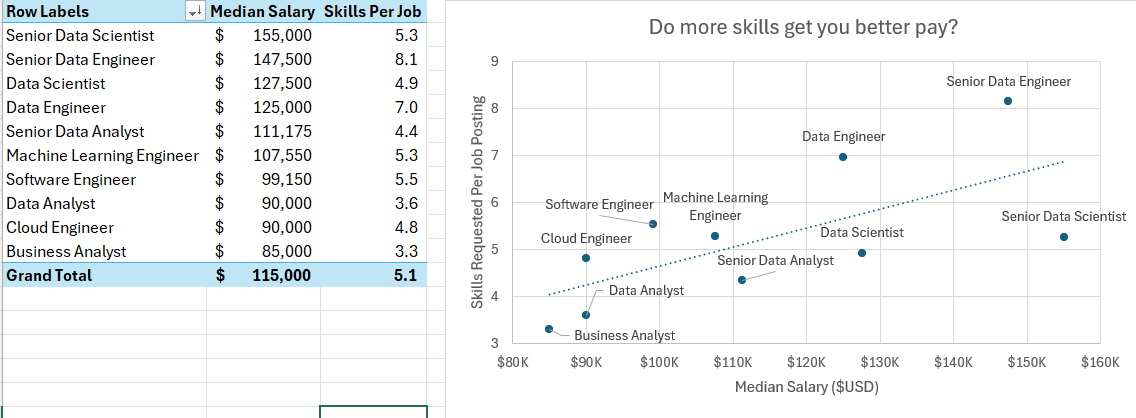 Row Labels Median Salary Skills Per Job
Senior Data Scientist $ 155,000 5.3
Senior Data Engineer $ 147,500 8.1
Data Scientist $ 127,500 4.9
Data Engineer $ 125,000 7.0
Senior Data Analyst $ 111,175 4.4
Machine Learning Engineer $ 107,550 5.3
Software Engineer $ 99,150 5.5
Data Analyst $ 90,000 3.6
Cloud Engineer $ 90,000 4.8
Business Analyst $ 85,000 3.3
Grand Total $ 115,000 5.1
Do more skills get you better pay?
Skills Requested Per Job Posting
9
8
7
6
5
4
3
Senior Data Engineer
Data Engineer
Machine Learning
Engineer
Software Engineer
Senior Data Scientist
Cloud Engineer
Data Scientist
Senior Data Analyst
Data Analyst
Business Analyst
$80K $90K $100K $110K $120K $130K $140K $150K $160K
Median Salary ($USD)